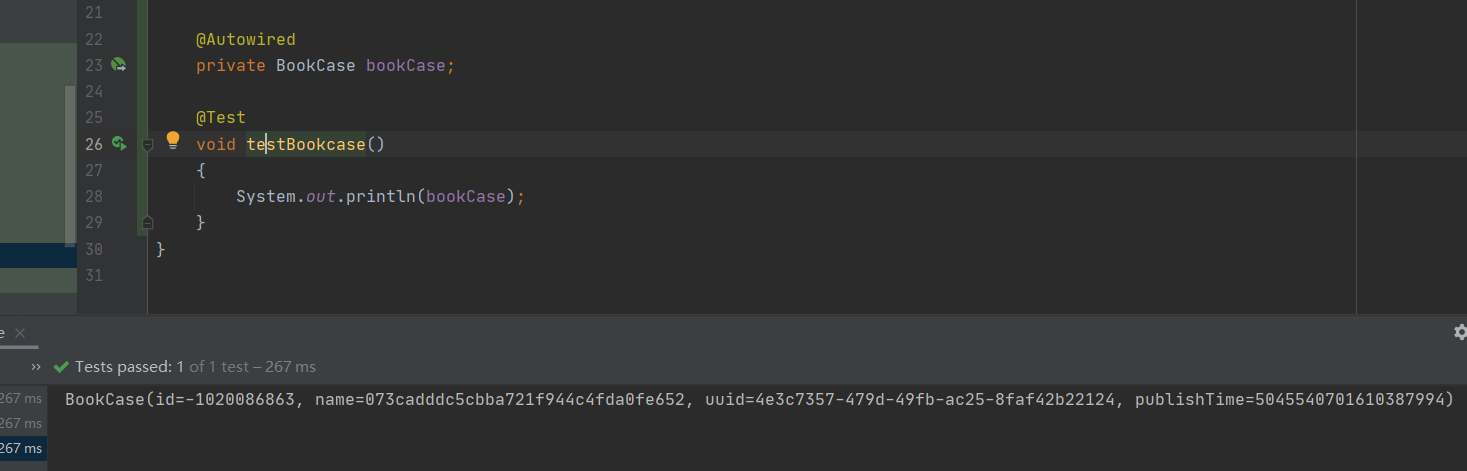 21
22 @Autowired
23 private BookCase bookCase;
24
25 @Test
26 void testBookcase()
27 {
28 System.out.println(bookCase);
29 }
30 }
31
e ×
» Tests passed: 1 of 1 test – 267 ms
267 ms BookCase(id=-1020086863, name=073cadddc5cbba721f944c4fda0fe652, uuid=4e3c7357-479d-49fb-ac25-8faf42b22124, publishTime=5045540701610387994)
267 ms
267 ms